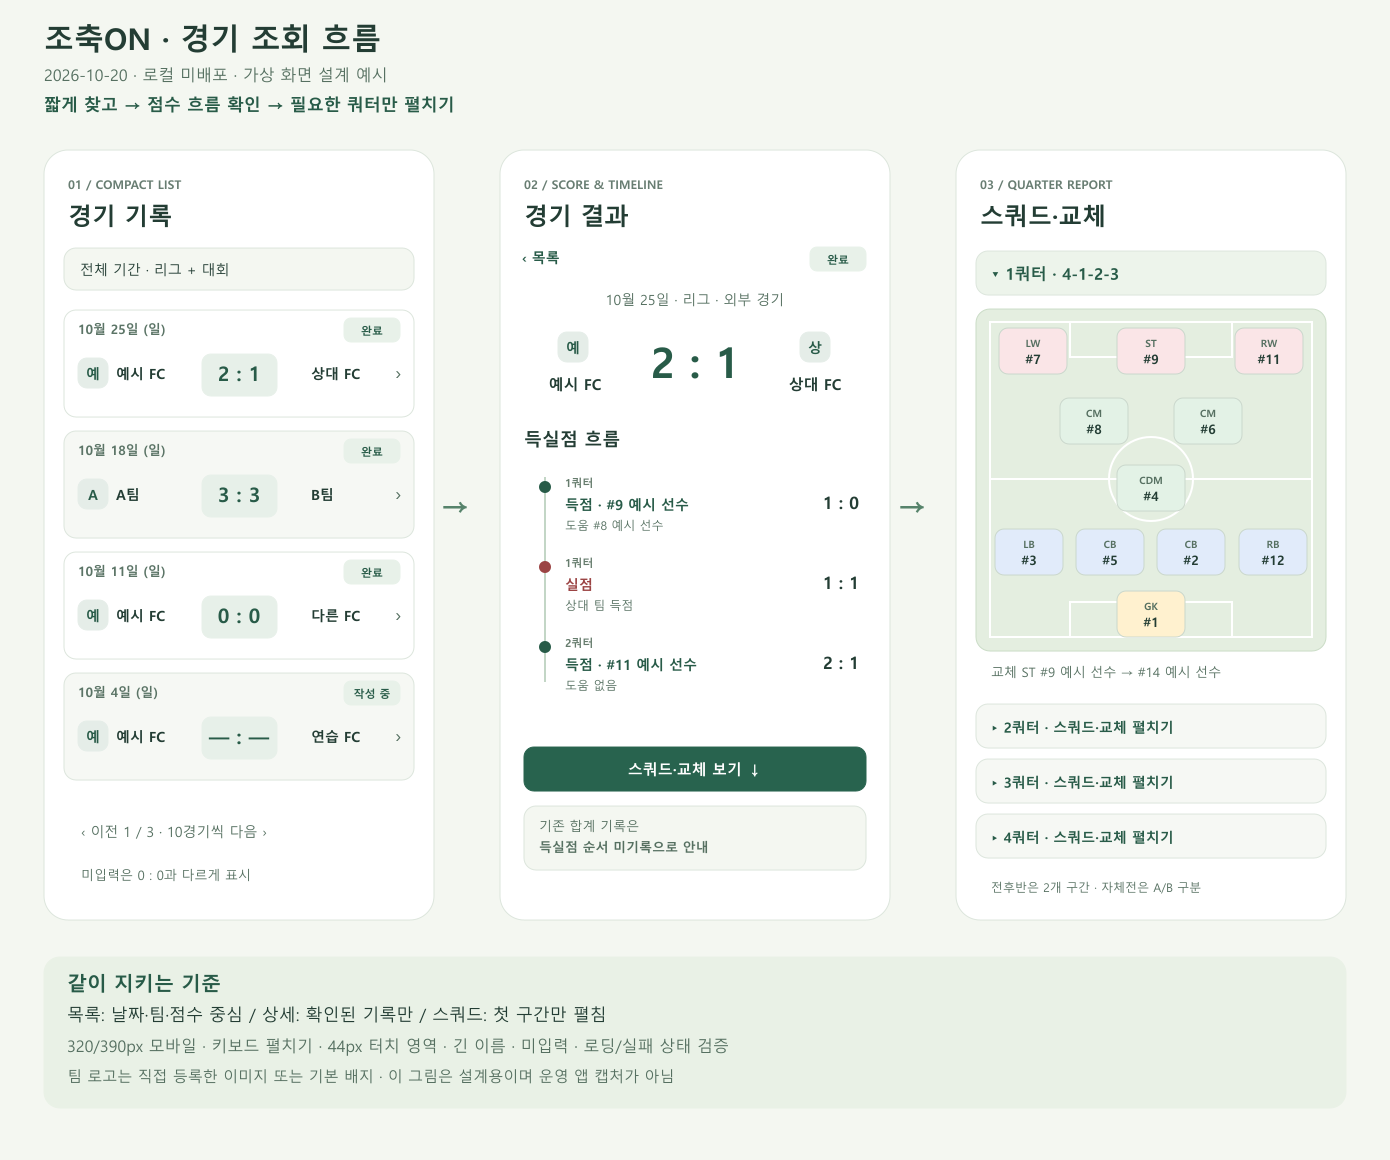 조축ON · 경기 조회 흐름
2026-10-20 · 로컬 미배포 · 가상 화면 설계 예시
짧게 찾고 → 점수 흐름 확인 → 필요한 쿼터만 펼치기
01 / COMPACT LIST
경기 기록
전체 기간 · 리그 + 대회
10월 25일 (일)
완료
예 예시 FC 2 : 1 상대 FC ›
10월 18일 (일)
완료
A A팀 3 : 3 B팀 ›
10월 11일 (일)
완료
예 예시 FC 0 : 0 다른 FC ›
10월 4일 (일)
작성 중
예 예시 FC — : — 연습 FC ›
‹ 이전 1 / 3 · 10경기씩 다음 ›
미입력은 0 : 0과 다르게 표시
→
02 / SCORE & TIMELINE
경기 결과
‹ 목록
완료
10월 25일 · 리그 · 외부 경기
예 2 : 1 상
예시 FC 상대 FC
득실점 흐름
1쿼터
득점 · #9 예시 선수 1 : 0
도움 #8 예시 선수
1쿼터
실점 1 : 1
상대 팀 득점
2쿼터
득점 · #11 예시 선수 2 : 1
도움 없음
스쿼드·교체 보기 ↓
기존 합계 기록은
득실점 순서 미기록으로 안내
→
03 / QUARTER REPORT
스쿼드·교체
▾ 1쿼터 · 4-1-2-3
LW ST RW
#7 #9 #11
CM CM
#8 #6
CDM
#4
LB CB CB RB
#3 #5 #2 #12
GK
#1
교체 ST #9 예시 선수 → #14 예시 선수
▸ 2쿼터 · 스쿼드·교체 펼치기
▸ 3쿼터 · 스쿼드·교체 펼치기
▸ 4쿼터 · 스쿼드·교체 펼치기
전후반은 2개 구간 · 자체전은 A/B 구분
같이 지키는 기준
목록: 날짜·팀·점수 중심 / 상세: 확인된 기록만 / 스쿼드: 첫 구간만 펼침
320/390px 모바일 · 키보드 펼치기 · 44px 터치 영역 · 긴 이름 · 미입력 · 로딩/실패 상태 검증
팀 로고는 직접 등록한 이미지 또는 기본 배지 · 이 그림은 설계용이며 운영 앱 캡처가 아님